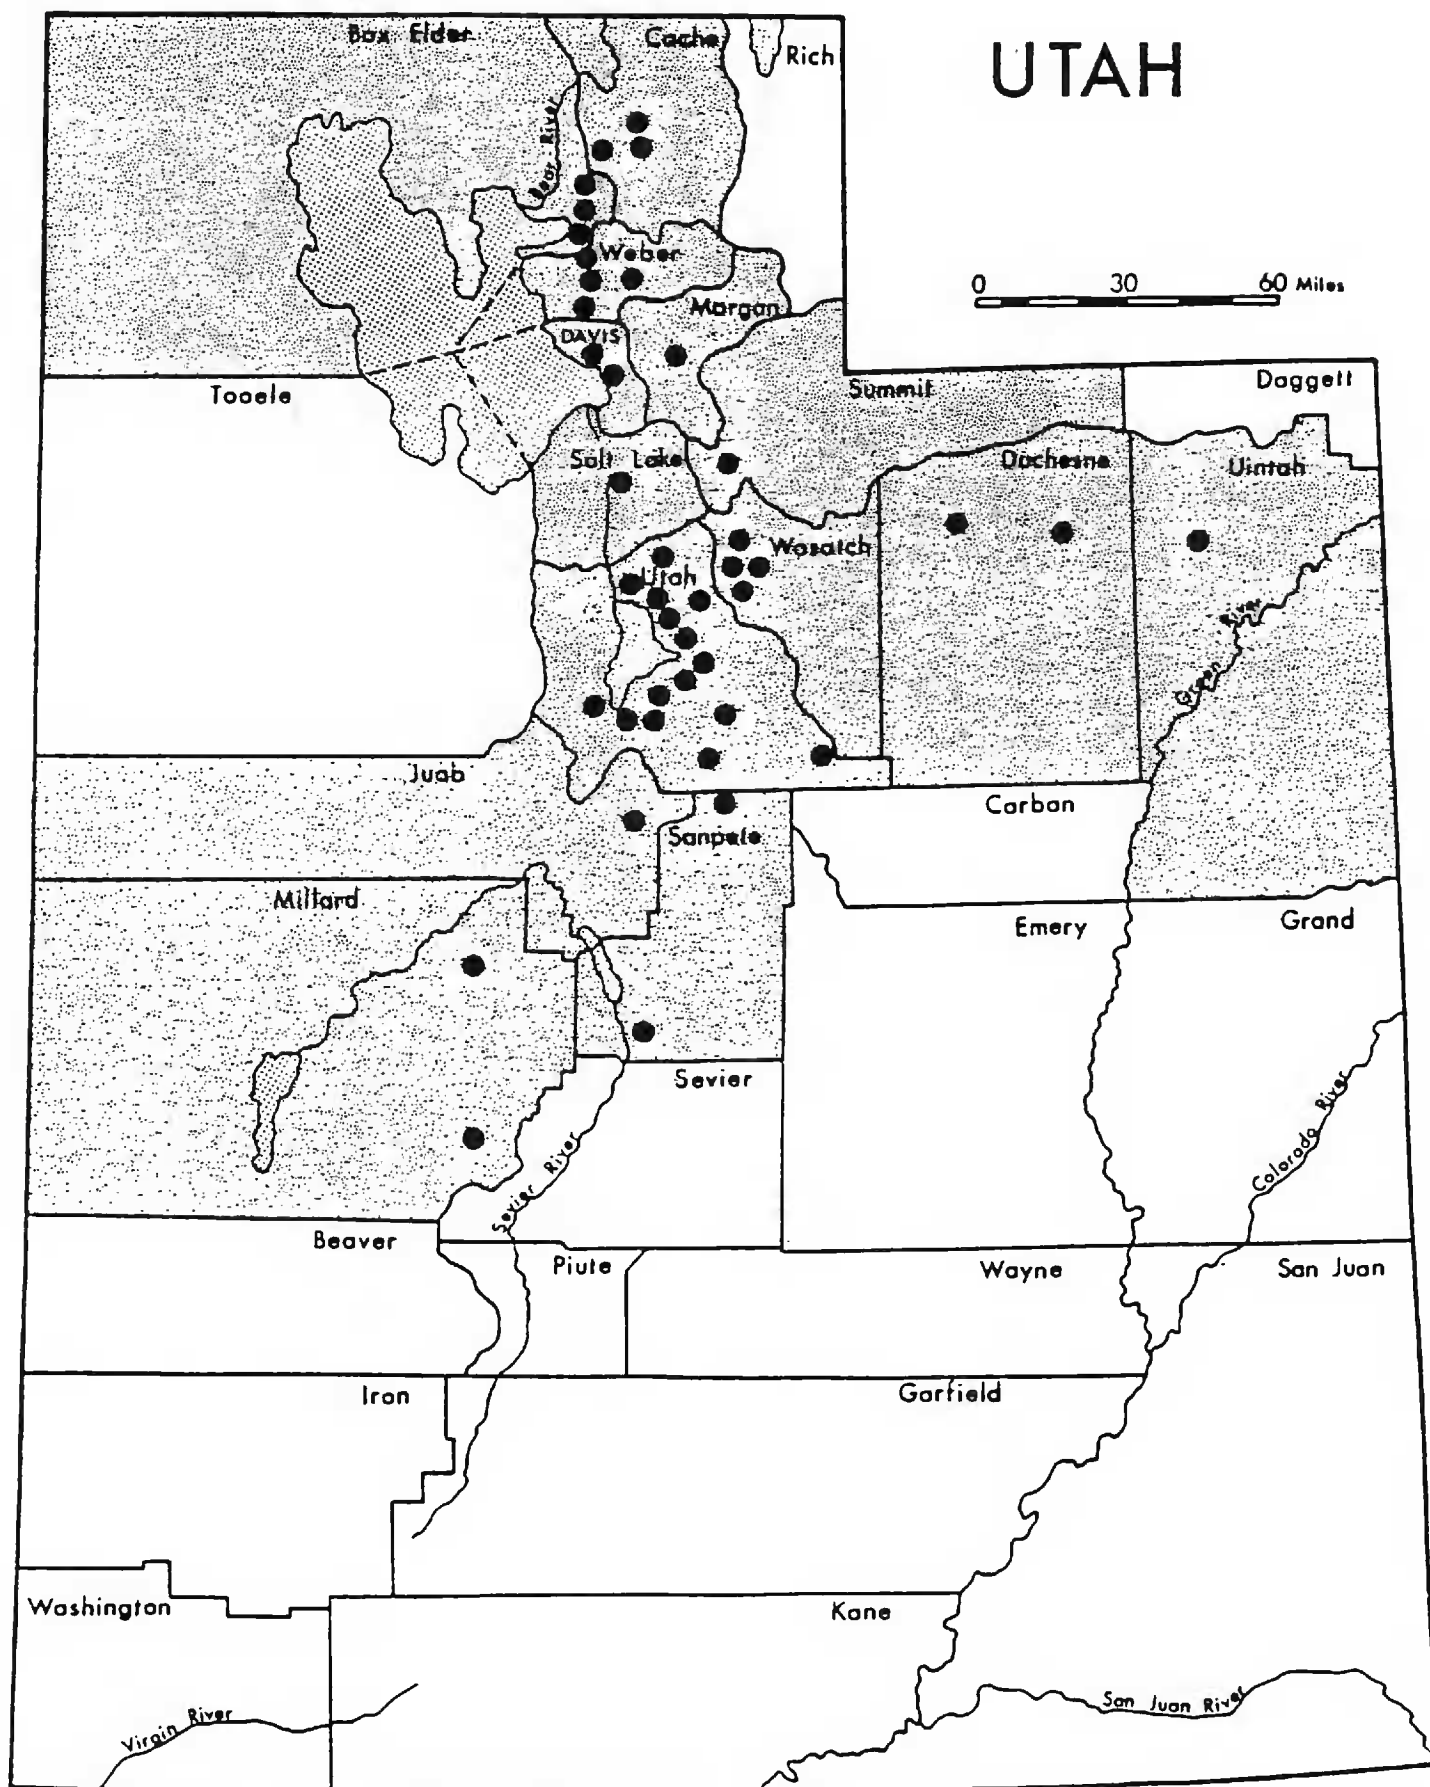 UTAH
Box Elder
Cache
Rich
Bear River
Weber
0 30 60 Miles
Morgan
DAVIS
Tooele
Summit
Daggett
Salt Lake
Duchesne
Uintah
Wasatch
Utah
Green River
Juab
Carbon
Sanpete
Millard
Emery
Grand
Sevier
Colorado River
Sevier River
Beaver
Piute
Wayne
San Juan
Iron
Garfield
Washington
Kane
San Juan River
Virgin River